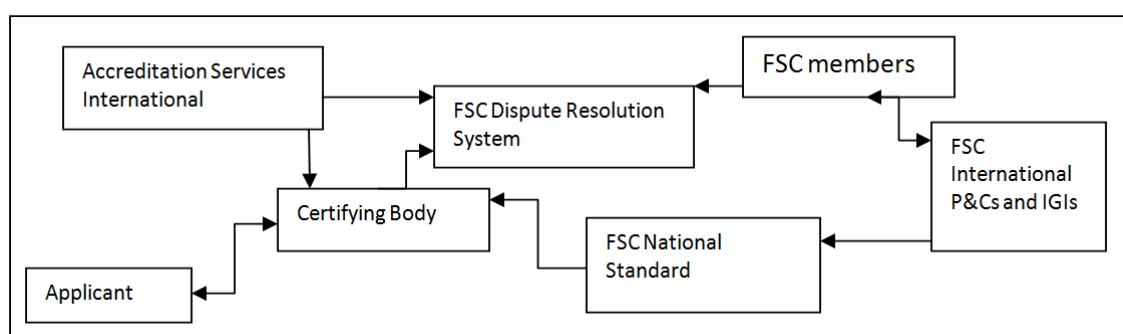 Accreditation Services
International
FSC members
FSC Dispute Resolution
System
FSC
International
P&Cs and IGIs
Certifying Body
FSC National
Standard
Applicant